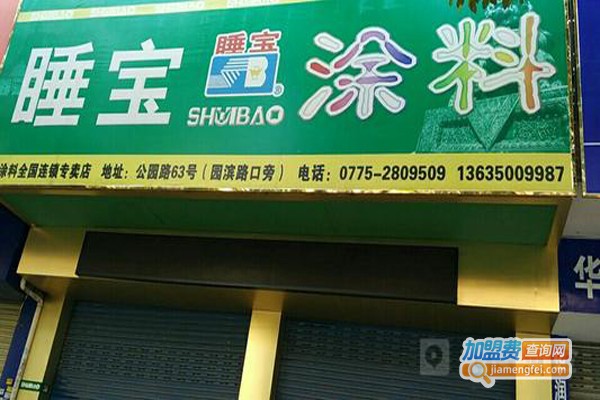 睡宝 睡宝 涂料
SHUIBAO
涂料全国连锁专卖店 地址：公园路63号（园滨路口旁） 电话：0775-2809509 13635009987
华
润
SHUIBAO
加盟费查询网
jiamengfei.com